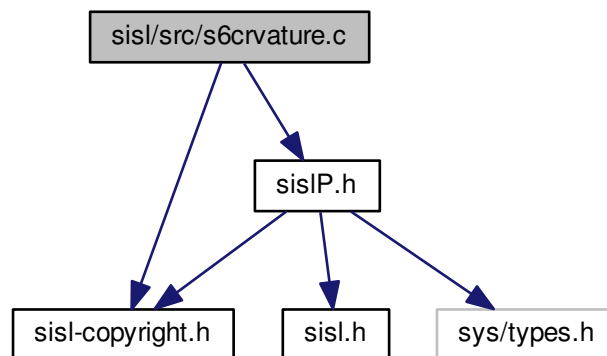 sisl/src/s6crvature.c
sislP.h
sisl-copyright.h
sisl.h
sys/types.h